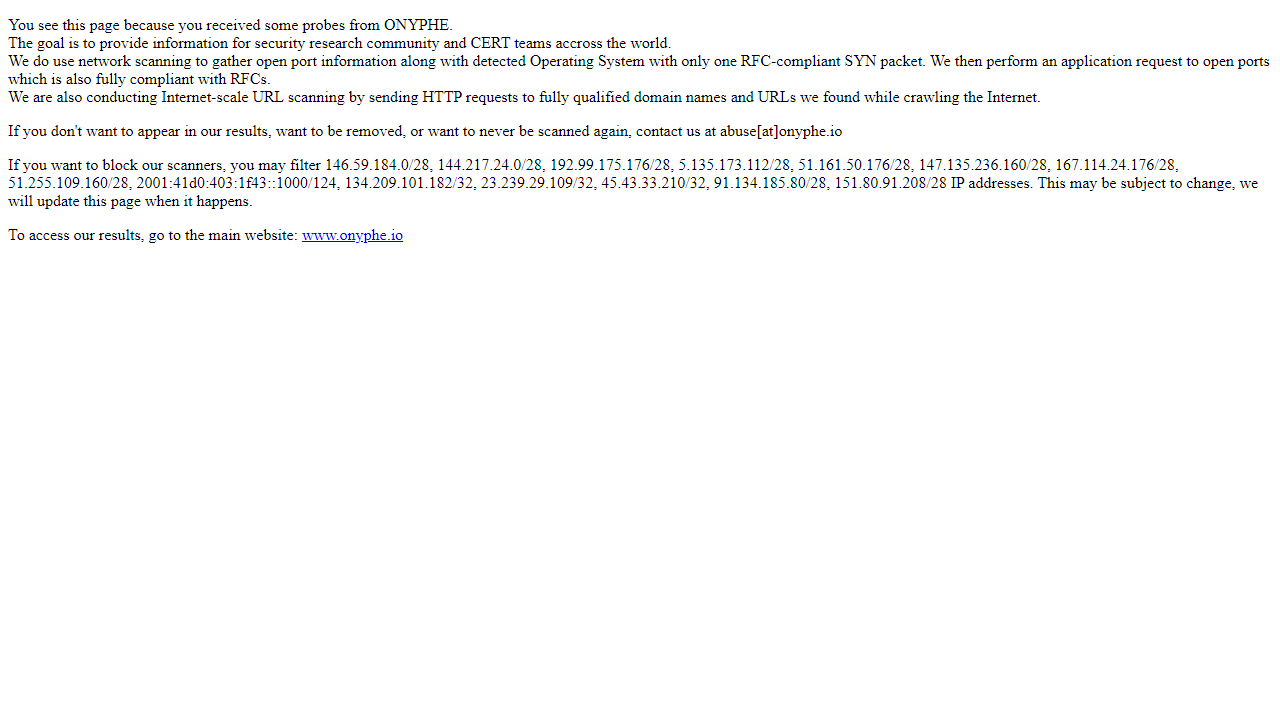 You see this page because you received some probes from ONYPHE.
The goal is to provide information for security research community and CERT teams accross the world.
We do use network scanning to gather open port information along with detected Operating System with only one RFC-compliant SYN packet. We then perform an application request to open ports
which is also fully compliant with RFCs.
We are also conducting Internet-scale URL scanning by sending HTTP requests to fully qualified domain names and URLs we found while crawling the Internet.
If you don't want to appear in our results, want to be removed, or want to never be scanned again, contact us at abuse[at]onyphe.io
If you want to block our scanners, you may filter 146.59.184.0/28, 144.217.24.0/28, 192.99.175.176/28, 5.135.173.112/28, 51.161.50.176/28, 147.135.236.160/28, 167.114.24.176/28,
51.255.109.160/28, 2001:41d0:403:1f43::1000/124, 134.209.101.182/32, 23.239.29.109/32, 45.43.33.210/32, 91.134.185.80/28, 151.80.91.208/28 IP addresses. This may be subject to change, we
will update this page when it happens.
To access our results, go to the main website: www.onyphe.io